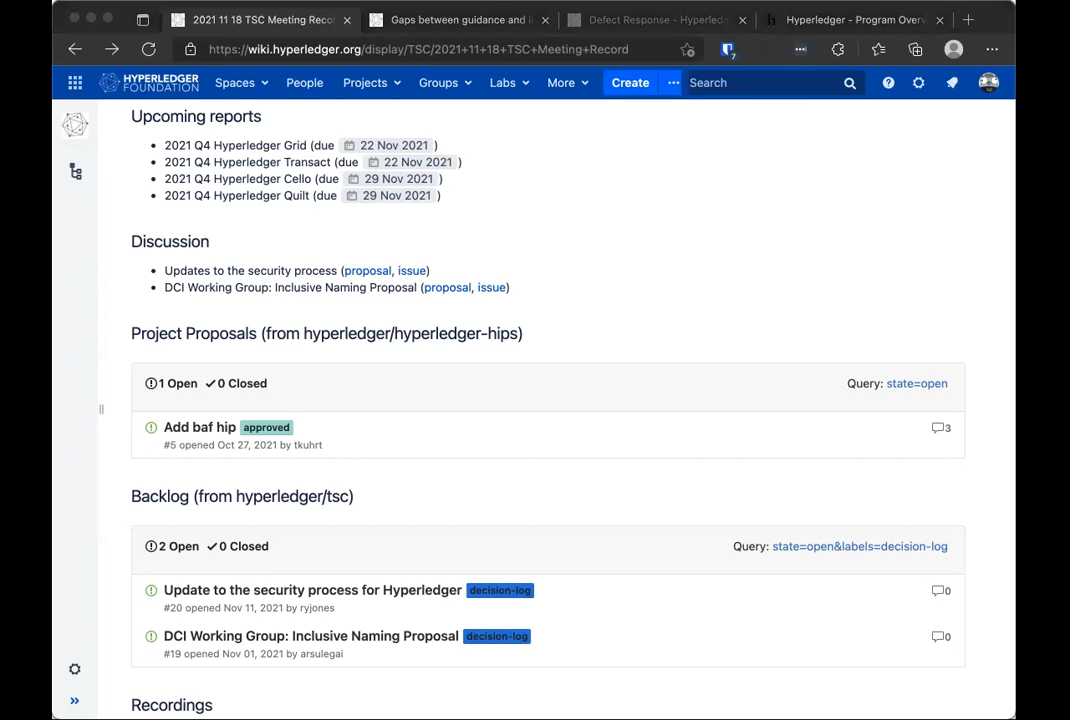 2021 11 18 TSC Meeting Reco
Gaps between guidance and i
Defect Response - Hyperledg
Hyperledger - Program Overv
https://wiki.hyperledger.org/display/TSC/2021+11+18+TSC+Meeting+Record
7
HYPERLEDGER
FOUNDATION
Spaces
People
Projects
Groups
Labs
More
Create
Search
Upcoming reports
2021 Q4 Hyperledger Grid (due 22 Nov 2021 )
2021 Q4 Hyperledger Transact (due 22 Nov 2021 )
2021 Q4 Hyperledger Cello (due 29 Nov 2021 )
2021 Q4 Hyperledger Quilt (due 29 Nov 2021 )
Discussion
Updates to the security process (proposal, issue)
DCI Working Group: Inclusive Naming Proposal (proposal, issue)
Project Proposals (from hyperledger/hyperledger-hips)
1 Open ✓0 Closed
Query: state=open
Add baf hip approved
3
#5 opened Oct 27, 2021 by tkuhrt
Backlog (from hyperledger/tsc)
2 Open ✓0 Closed
Query: state=open&labels=decision-log
Update to the security process for Hyperledger decision-log
0
#20 opened Nov 11, 2021 by ryjones
DCI Working Group: Inclusive Naming Proposal decision-log
0
#19 opened Nov 01, 2021 by arsulegai
Recordings